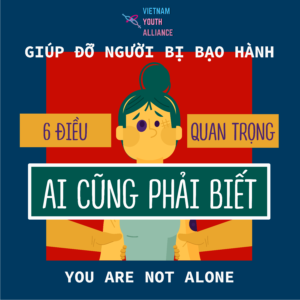 VIETNAM
YOUTH
ALLIANCE
GIÚP ĐỠ NGƯỜI BỊ BẠO HÀNH
6 ĐIỀU QUAN TRỌNG
AI CŨNG PHẢI BIẾT
YOU ARE NOT ALONE